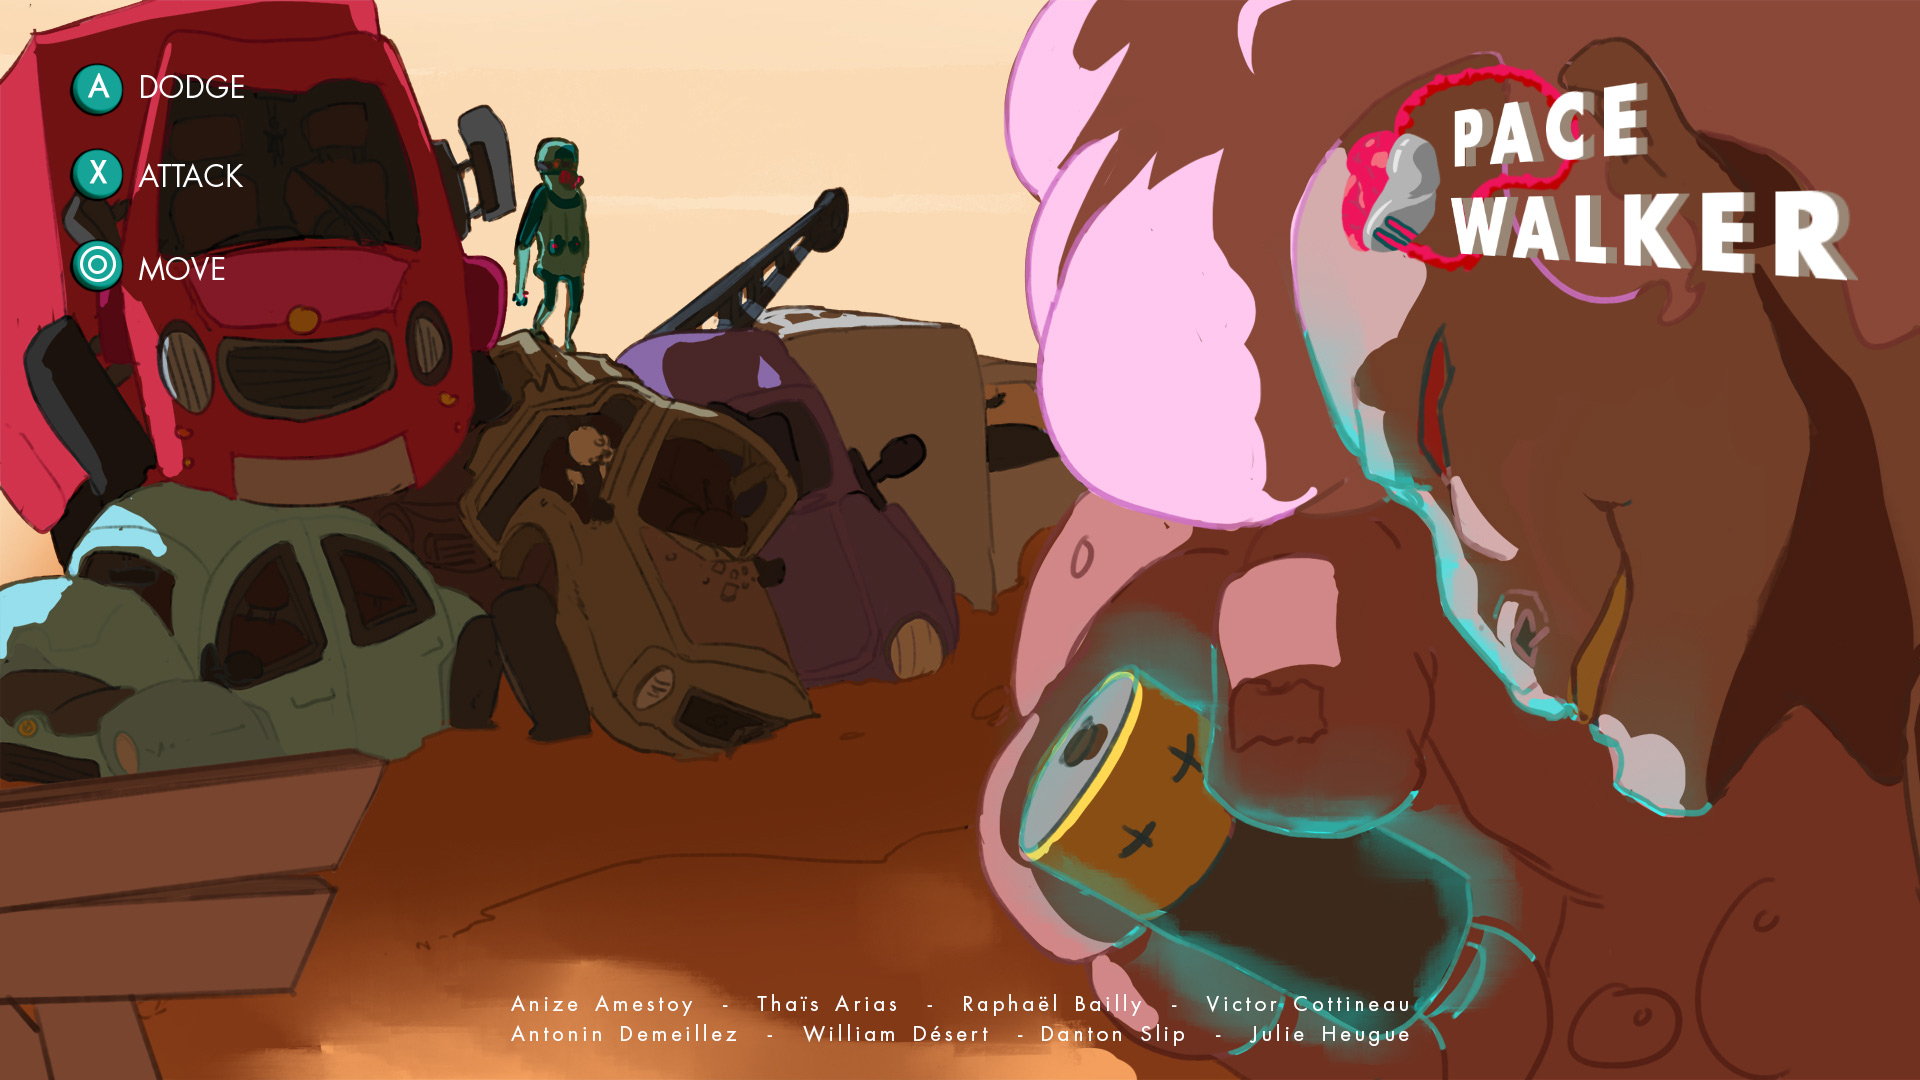 A DODGE
X ATTACK
MOVE
PACE
WALKER
Anize Amestoy - Thaïs Arias - Raphaël Bailly - Victor Cottineau
Antonin Demeillez - William Désert - Danton Slip - Julie Heugue